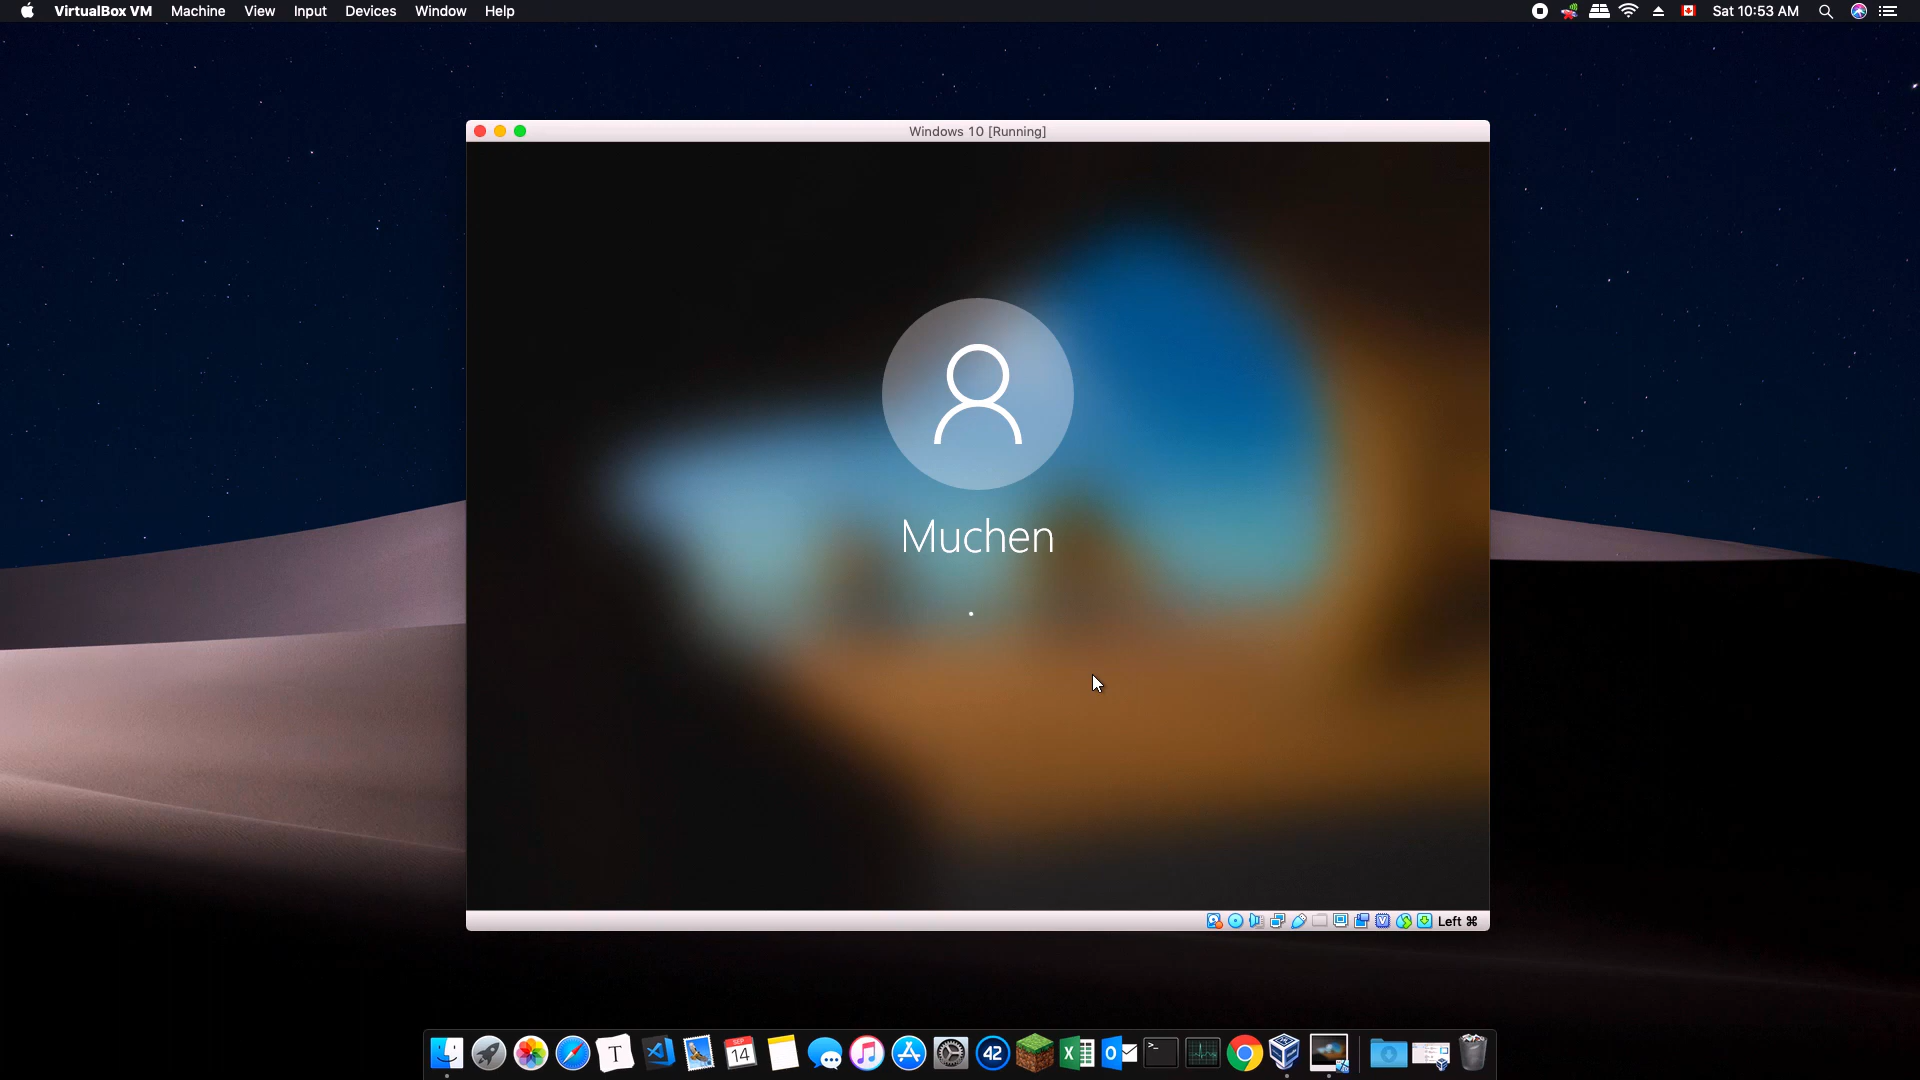 VirtualBox VM Machine View Input Devices Window Help Sat 10:53 AM
Windows 10 [Running]
Muchen
Left ⌘
SEP
14
T
42